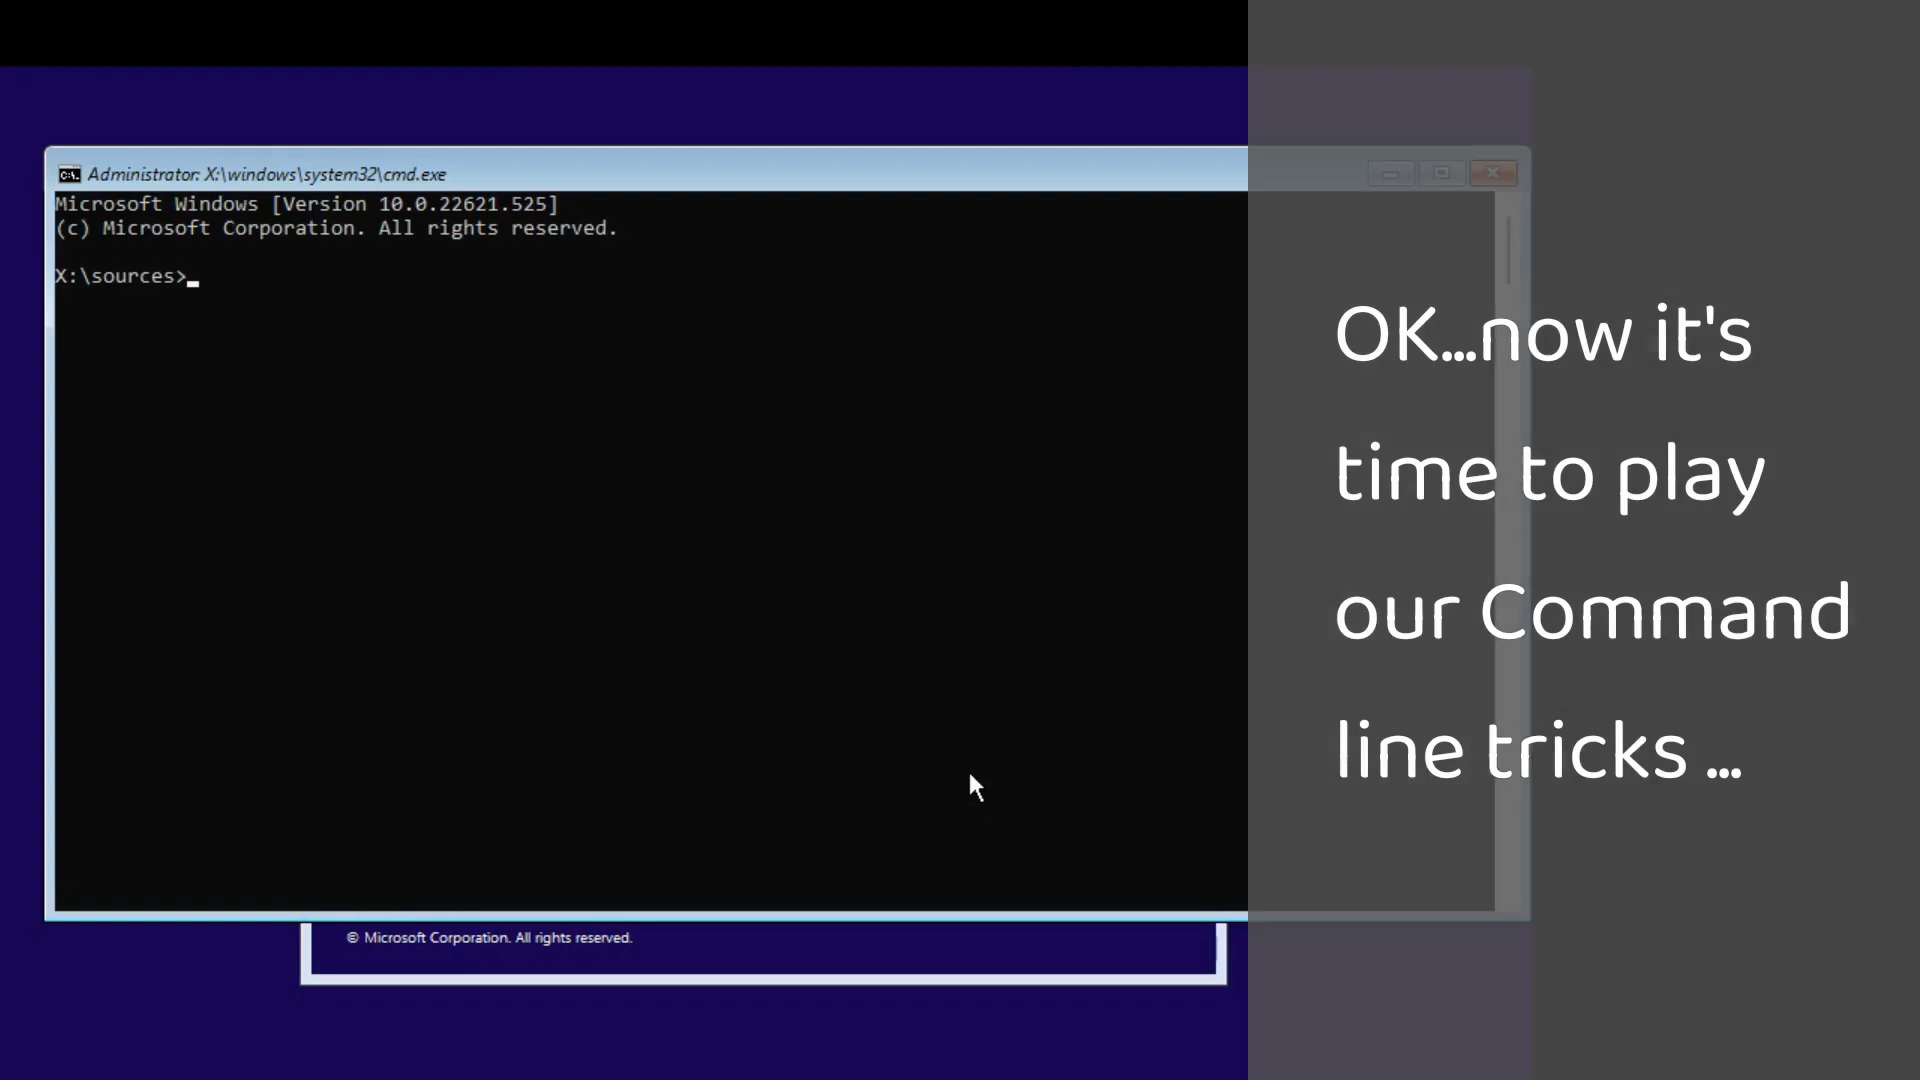 Administrator: X:\windows\system32\cmd.exe
Microsoft Windows [Version 10.0.22621.525]
(c) Microsoft Corporation. All rights reserved.
X:\sources>
OK...now it's
time to play
our Command
line tricks ...
© Microsoft Corporation. All rights reserved.